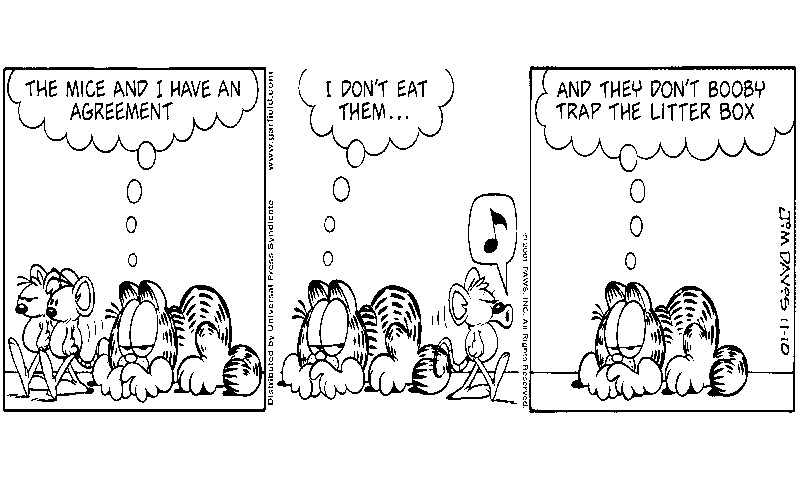 THE MICE AND I HAVE AN
AGREEMENT
www.garfield.com
Distributed by Universal Press Syndicate
I DON'T EAT
THEM...
© 2001 PAWS, INC. All Rights Reserved.
AND THEY DON'T BOOBY
TRAP THE LITTER BOX
JIM DAVIS 11-10